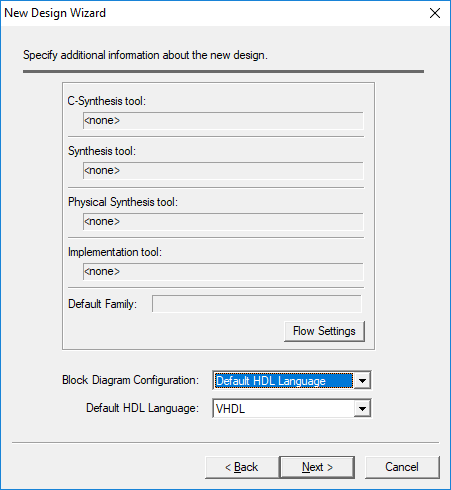 New Design Wizard
Specify additional information about the new design.
C-Synthesis tool:
<none>
Synthesis tool:
<none>
Physical Synthesis tool:
<none>
Implementation tool:
<none>
Default Family:
Flow Settings
Block Diagram Configuration: Default HDL Language
Default HDL Language: VHDL
< Back Next > Cancel